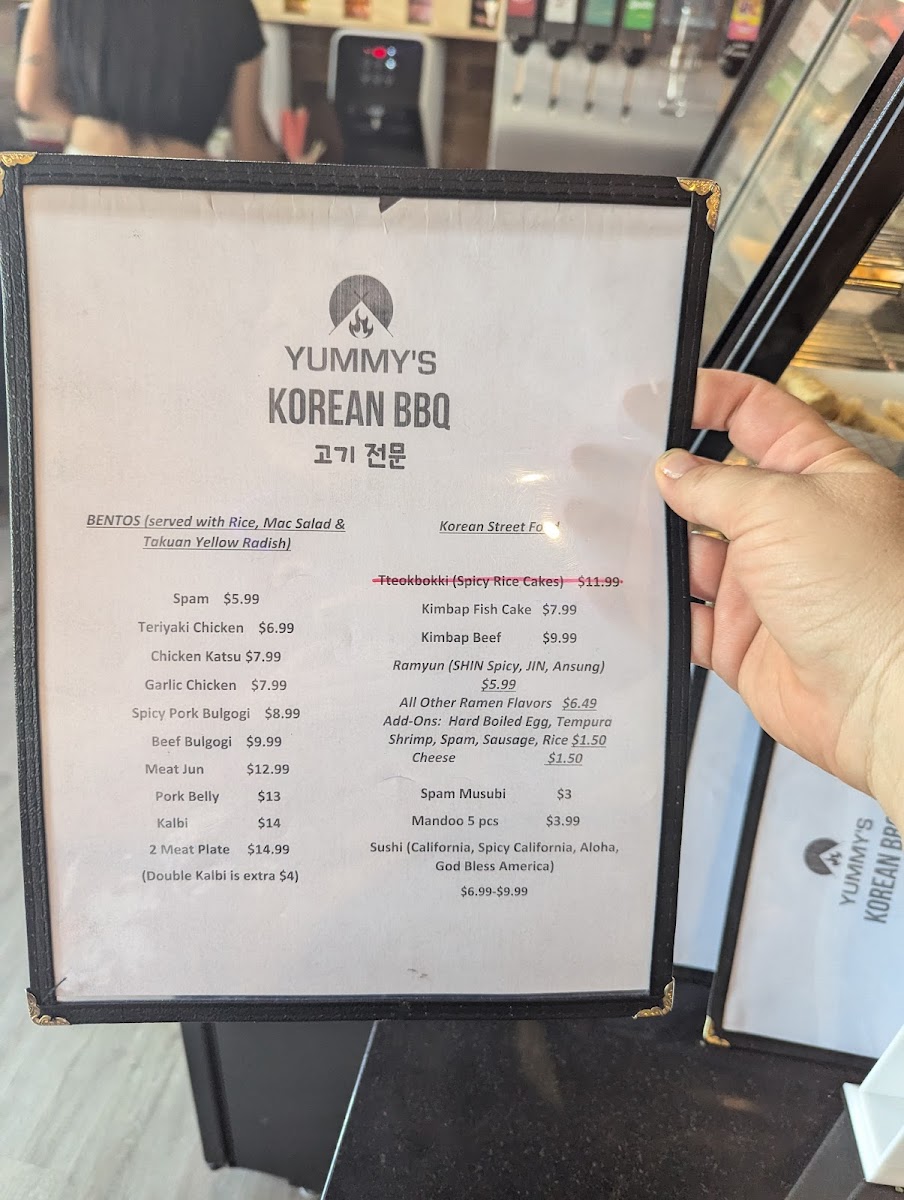 YUMMY'S
KOREAN BBQ
고기 전문
BENTOS (served with Rice, Mac Salad &
Takuan Yellow Radish)
Spam $5.99
Teriyaki Chicken $6.99
Chicken Katsu $7.99
Garlic Chicken $7.99
Spicy Pork Bulgogi $8.99
Beef Bulgogi $9.99
Meat Jun $12.99
Pork Belly $13
Kalbi $14
2 Meat Plate $14.99
(Double Kalbi is extra $4)
Korean Street Food
Tteokbokki (Spicy Rice Cakes) $11.99
Kimbap Fish Cake $7.99
Kimbap Beef $9.99
Ramyun (SHIN Spicy, JIN, Ansung)
$5.99
All Other Ramen Flavors $6.49
Add-Ons: Hard Boiled Egg, Tempura
Shrimp, Spam, Sausage, Rice $1.50
Cheese $1.50
Spam Musubi $3
Mandoo 5 pcs $3.99
Sushi (California, Spicy California, Aloha,
God Bless America)
$6.99-$9.99
YUMMY'S
KOREAN BBQ